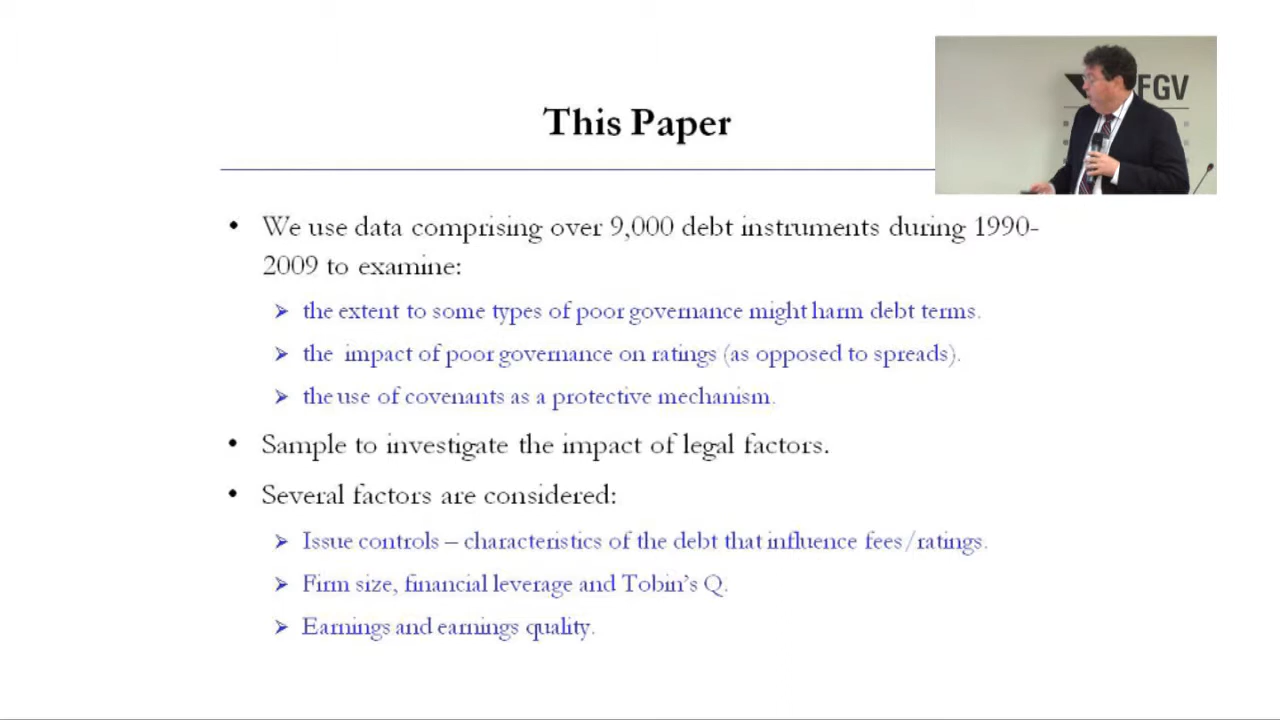 This Paper
FGV
• We use data comprising over 9,000 debt instruments during 1990-
2009 to examine:
➢ the extent to some types of poor governance might harm debt terms.
➢ the impact of poor governance on ratings (as opposed to spreads).
➢ the use of covenants as a protective mechanism.
• Sample to investigate the impact of legal factors.
• Several factors are considered:
➢ Issue controls – characteristics of the debt that influence fees/ratings.
➢ Firm size, financial leverage and Tobin's Q.
➢ Earnings and earnings quality.